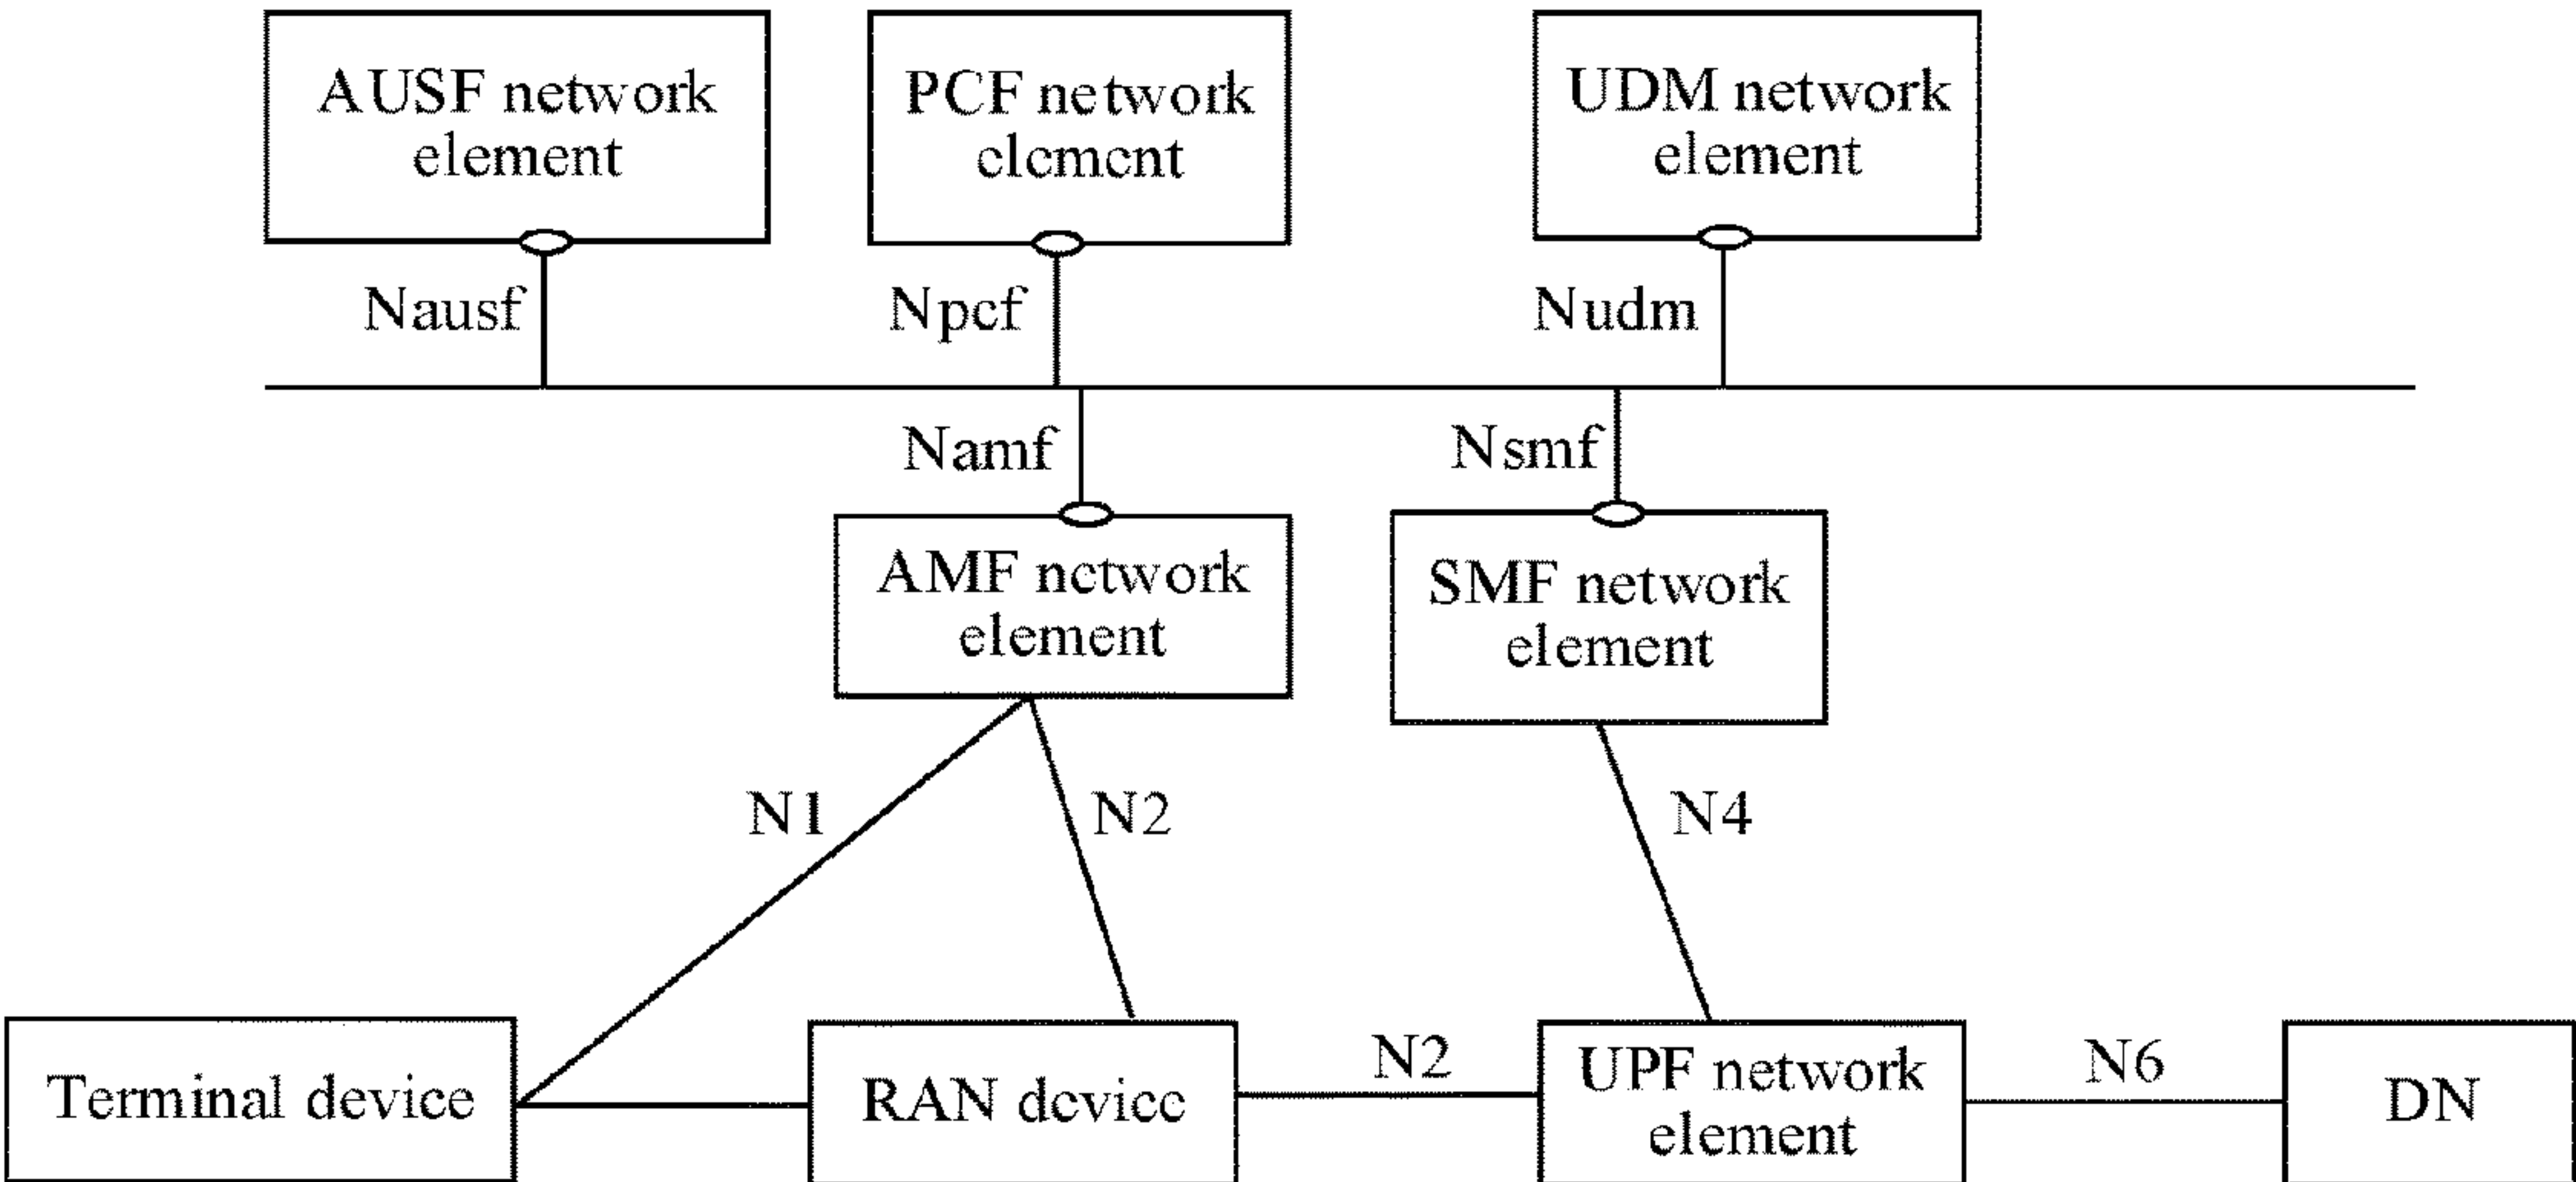 AUSF network
element
PCF network
element
UDM network
element
Nausf
Npcf
Nudm
Namf
Nsmf
AMF network
element
SMF network
element
N1
N2
N4
Terminal device
RAN device
N2
UPF network
element
N6
DN